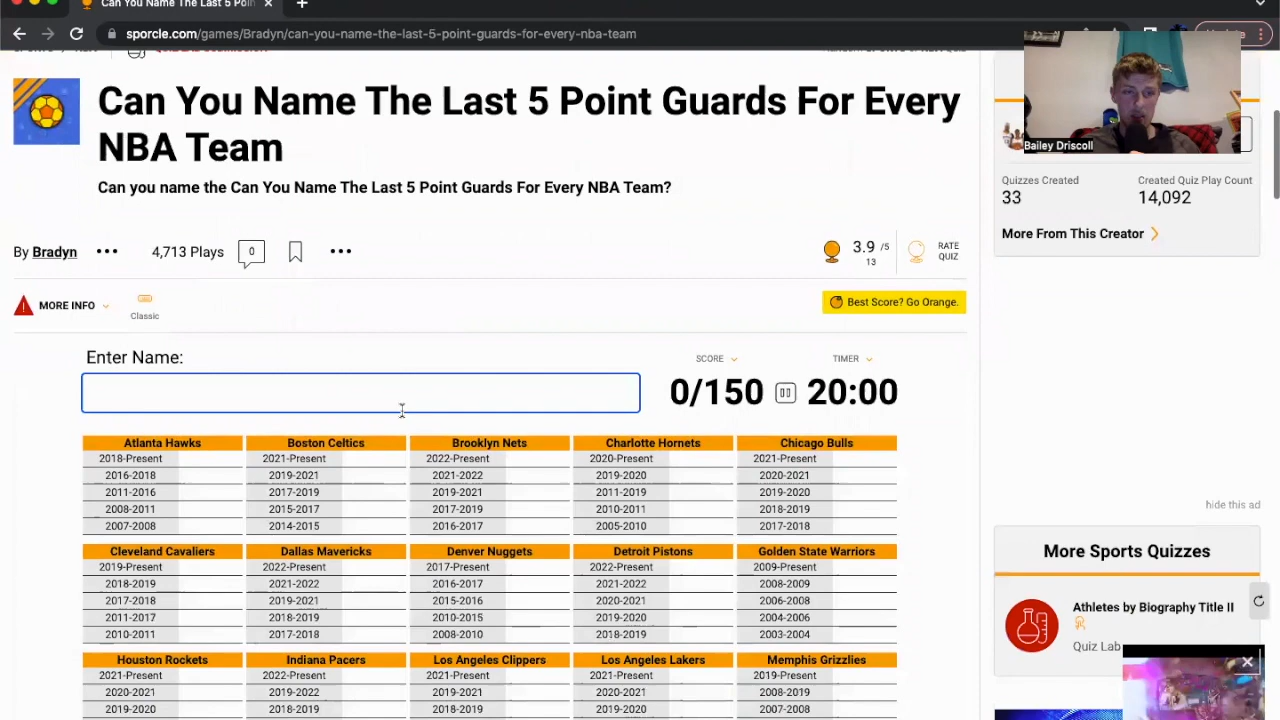 Can You Name The Last 5 Poin
sporcle.com/games/Bradyn/can-you-name-the-last-5-point-guards-for-every-nba-team
Can You Name The Last 5 Point Guards For Every
NBA Team
Can you name the Can You Name The Last 5 Point Guards For Every NBA Team?
By Bradyn
4,713 Plays
0
3.9 /5
13
RATE
QUIZ
MORE INFO
Classic
Best Score? Go Orange.
Enter Name:
SCORE
TIMER
0/150
20:00
Atlanta Hawks Boston Celtics Brooklyn Nets Charlotte Hornets Chicago Bulls
2018-Present 2021-Present 2022-Present 2020-Present 2021-Present
2016-2018 2019-2021 2021-2022 2019-2020 2020-2021
2011-2016 2017-2019 2019-2021 2011-2019 2019-2020
2008-2011 2015-2017 2017-2019 2010-2011 2018-2019
2007-2008 2014-2015 2016-2017 2005-2010 2017-2018
Cleveland Cavaliers Dallas Mavericks Denver Nuggets Detroit Pistons Golden State Warriors
2019-Present 2022-Present 2017-Present 2022-Present 2009-Present
2018-2019 2021-2022 2016-2017 2021-2022 2008-2009
2017-2018 2019-2021 2015-2016 2020-2021 2006-2008
2011-2017 2018-2019 2010-2015 2019-2020 2004-2006
2010-2011 2017-2018 2008-2010 2018-2019 2003-2004
Houston Rockets Indiana Pacers Los Angeles Clippers Los Angeles Lakers Memphis Grizzlies
2021-Present 2022-Present 2021-Present 2021-Present 2019-Present
2020-2021 2019-2022 2019-2021 2020-2021 2008-2019
2019-2020 2018-2019 2018-2019 2019-2020 2007-2008
Bailey Driscoll
Quizzes Created
Created Quiz Play Count
33
14,092
More From This Creator
hide this ad
More Sports Quizzes
Athletes by Biography Title II
Quiz Lab